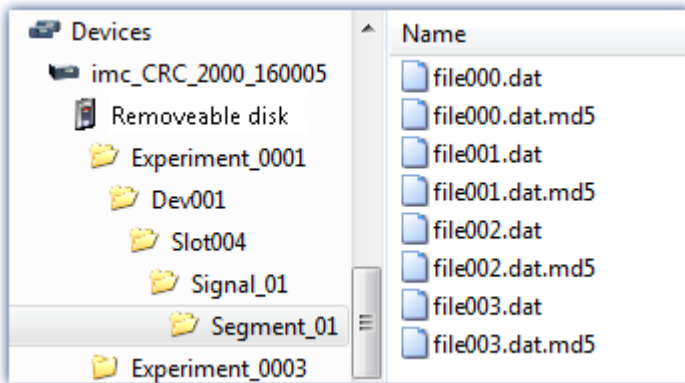 Devices
imc_CRC_2000_160005
Removeable disk
Experiment_0001
Dev001
Slot004
Signal_01
Segment_01
Experiment_0003
Name
file000.dat
file000.dat.md5
file001.dat
file001.dat.md5
file002.dat
file002.dat.md5
file003.dat
file003.dat.md5